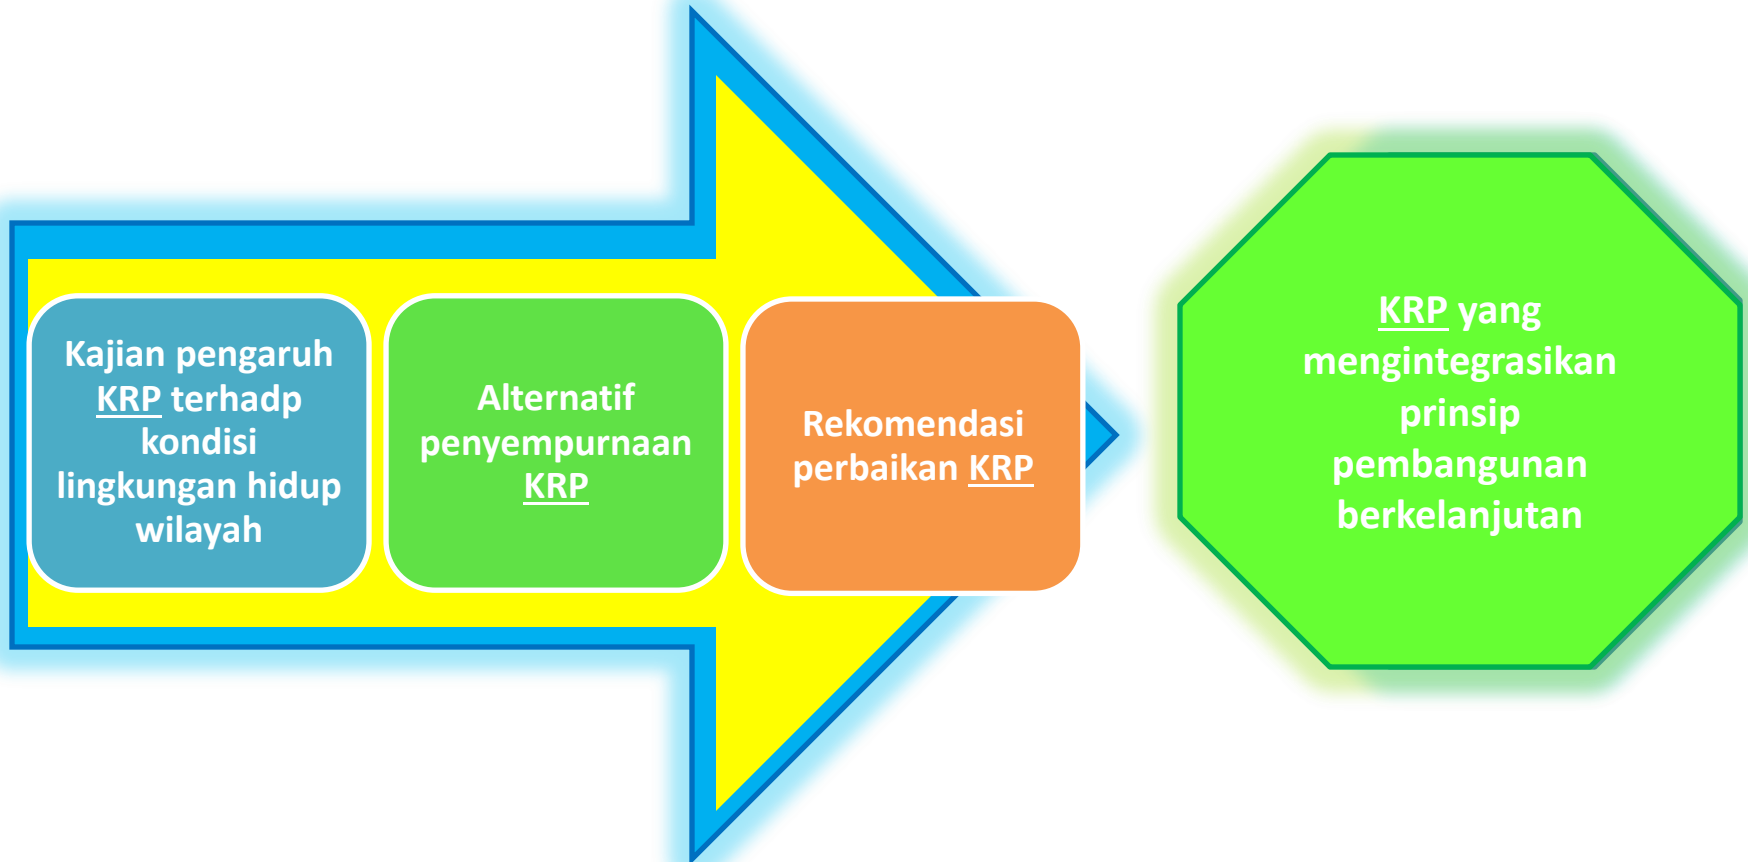 Kajian pengaruh
KRP terhadp
kondisi
lingkungan hidup
wilayah
Alternatif
penyempurnaan
KRP
Rekomendasi
perbaikan KRP
KRP yang
mengintegrasikan
prinsip
pembangunan
berkelanjutan